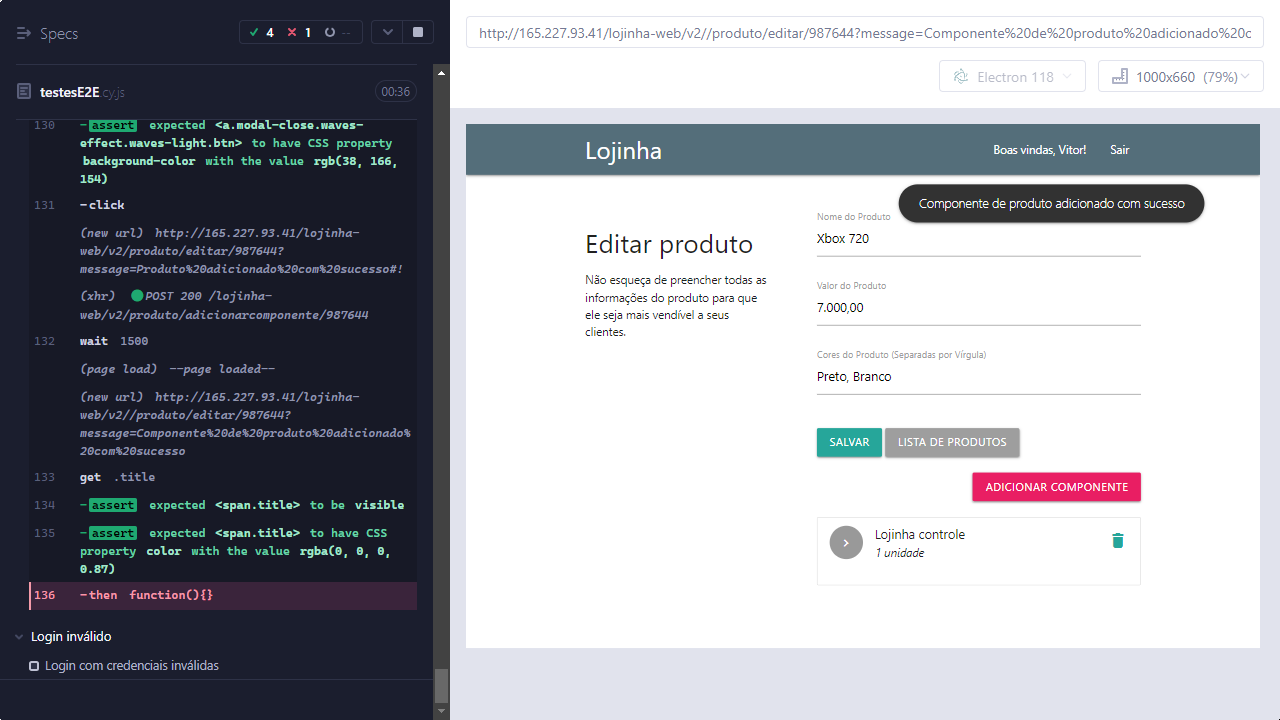 Specs
4 1 --
testesE2E.cy.js 00:36
130 -assert expected <a.modal-close.waves-
effect.waves-light.btn> to have CSS property
background-color with the value rgb(38, 166,
154)
131 -click
(new url) http://165.227.93.41/lojinha-
web/v2/produto/editar/987644?
message=Produto%20adicionado%20com%20sucesso#!
(xhr) POST 200 /lojinha-
web/v2/produto/adicionarcomponente/987644
132 wait 1500
(page load) --page loaded--
(new url) http://165.227.93.41/lojinha-
web/v2//produto/editar/987644?
message=Componente%20de%20produto%20adicionado%
20com%20sucesso
133 get .title
134 -assert expected <span.title> to be visible
135 -assert expected <span.title> to have CSS
property color with the value rgba(0, 0, 0,
0.87)
136 -then function(){}
Login inválido
Login com credenciais inválidas
http://165.227.93.41/lojinha-web/v2//produto/editar/987644?message=Componente%20de%20produto%20adicionado%20c
Electron 118
1000x660 (79%)
Lojinha
Boas vindas, Vitor! Sair
Componente de produto adicionado com sucesso
Editar produto
Não esqueça de preencher todas as
informações do produto para que
ele seja mais vendível a seus
clientes.
Nome do Produto
Xbox 720
Valor do Produto
7.000,00
Cores do Produto (Separadas por Vírgula)
Preto, Branco
SALVAR LISTA DE PRODUTOS
ADICIONAR COMPONENTE
Lojinha controle
1 unidade